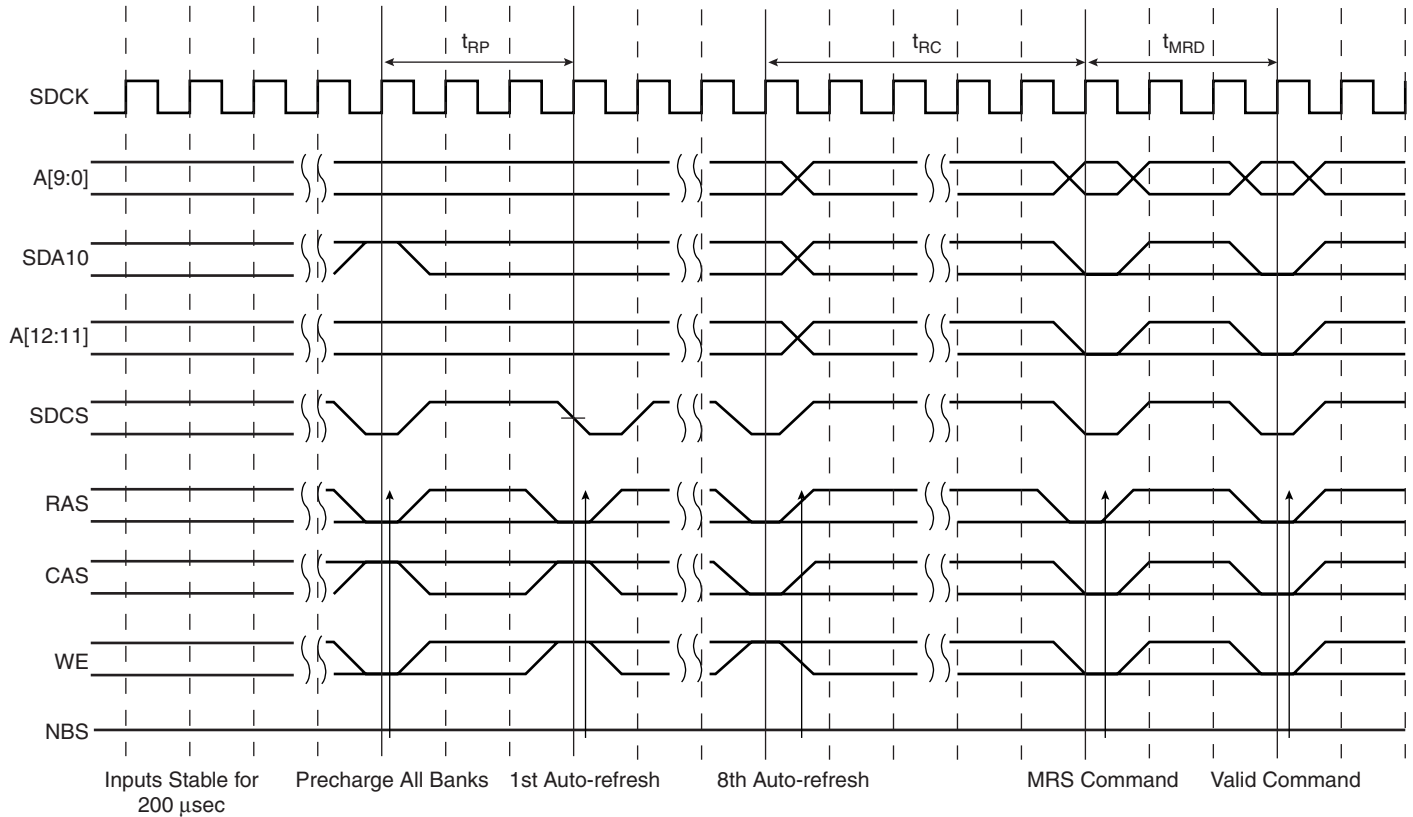 tRP
tRC
tMRD
SDCK
A[9:0]
SDA10
A[12:11]
SDCS
RAS
CAS
WE
NBS
Inputs Stable for
200 μsec
Precharge All Banks
1st Auto-refresh
8th Auto-refresh
MRS Command
Valid Command